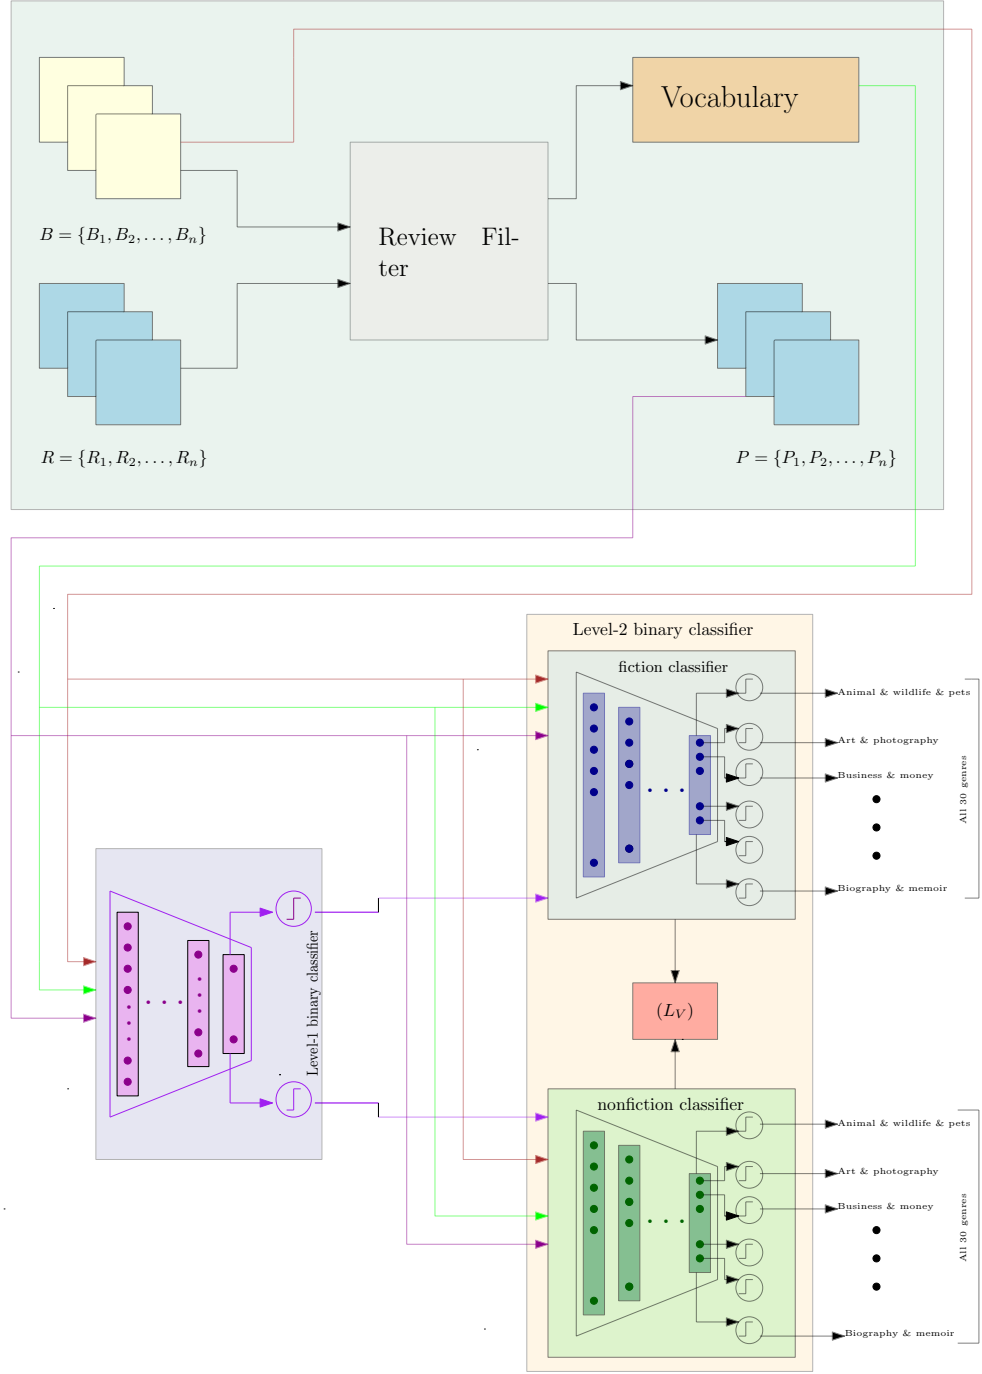 Vocabulary
Review Fil-
ter
B = {B₁, B₂, . . . , Bₙ}
R = {R₁, R₂, . . . , Rₙ}
P = {P₁, P₂, . . . , Pₙ}
Level-2 binary classifier
fiction classifier
Animal & wildlife & pets
Art & photography
Business & money
Biography & memoir
All 30 genres
Level-1 binary classifier
(L_V)
nonfiction classifier
Animal & wildlife & pets
Art & photography
Business & money
Biography & memoir
All 30 genres